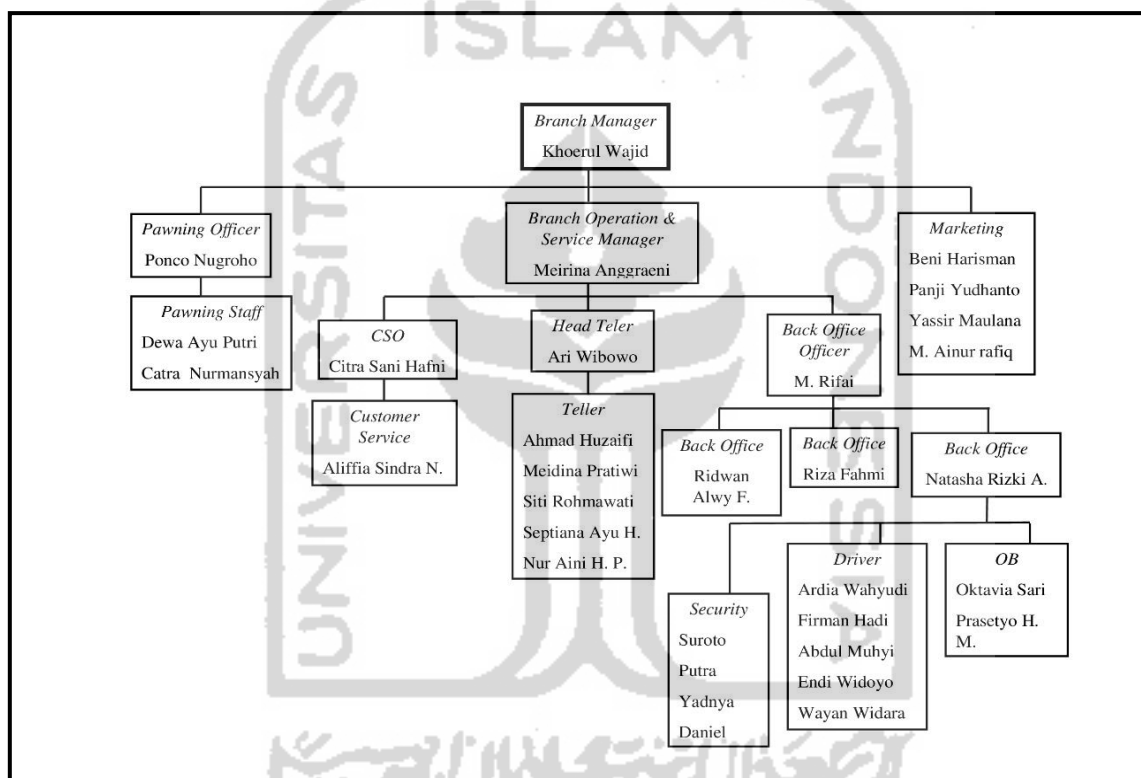 ISLAM
UNIVERSITAS
INDONESIA
Branch Manager
Khoerul Wajid
Pawning Officer
Ponco Nugroho
Branch Operation &
Service Manager
Meirina Anggraeni
Marketing
Beni Harisman
Panji Yudhanto
Yassir Maulana
M. Ainur rafiq
Pawning Staff
Dewa Ayu Putri
Catra Nurmansyah
CSO
Citra Sani Hafni
Head Teler
Ari Wibowo
Back Office
Officer
M. Rifai
Customer
Service
Aliffia Sindra N.
Teller
Ahmad Huzaifi
Meidina Pratiwi
Siti Rohmawati
Septiana Ayu H.
Nur Aini H. P.
Back Office
Ridwan
Alwy F.
Back Office
Riza Fahmi
Back Office
Natasha Rizki A.
Security
Suroto
Putra
Yadnya
Daniel
Driver
Ardia Wahyudi
Firman Hadi
Abdul Muhyi
Endi Widoyo
Wayan Widara
OB
Oktavia Sari
Prasetyo H.
M.